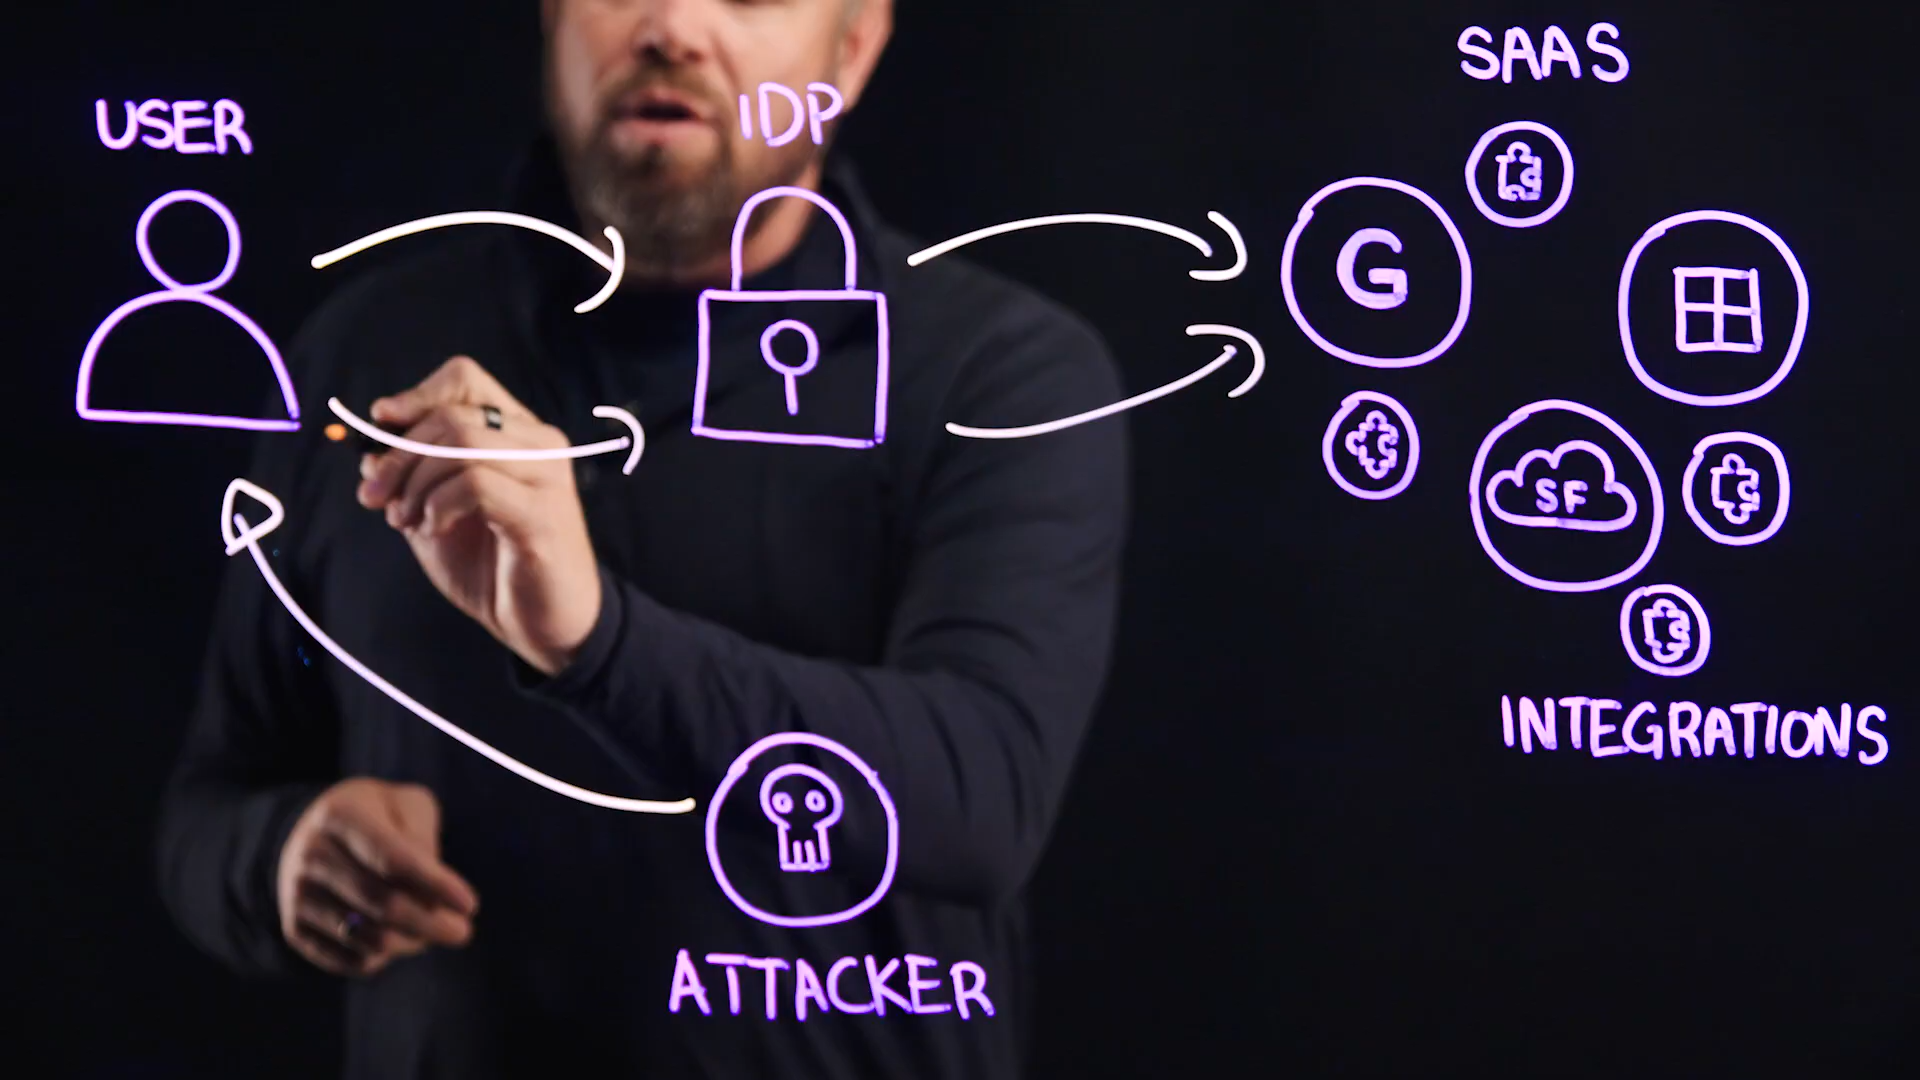 USER
IDP
SAAS
G
SF
INTEGRATIONS
ATTACKER